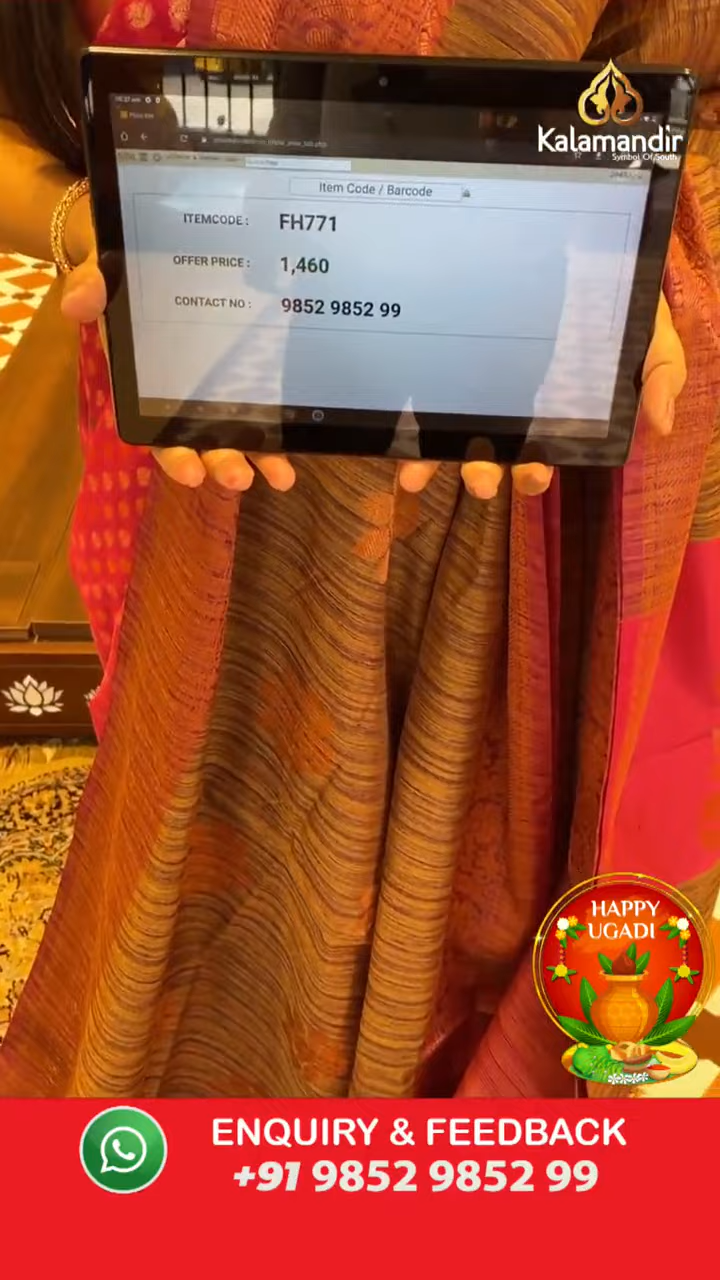 Kalamandir
Symbol Of South
Item Code / Barcode
ITEMCODE : FH771
OFFER PRICE : 1,460
CONTACT NO : 9852 9852 99
HAPPY
UGADI
ENQUIRY & FEEDBACK
+91 9852 9852 99